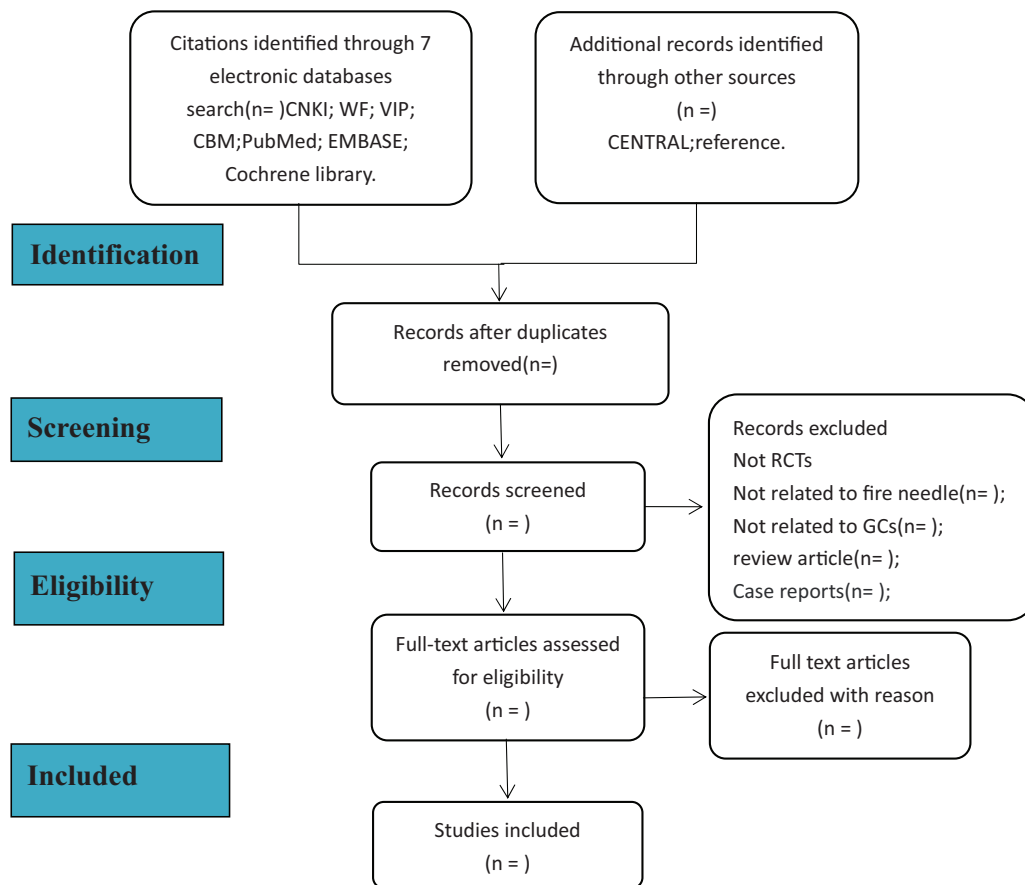 Citations identified through 7
electronic databases
search(n= )CNKI; WF; VIP;
CBM;PubMed; EMBASE;
Cochrene library.
Additional records identified
through other sources
(n =)
CENTRAL;reference.
Identification
Records after duplicates
removed(n=)
Screening
Records screened
(n = )
Records excluded
Not RCTs
Not related to fire needle(n= );
Not related to GCs(n= );
review article(n= );
Case reports(n= );
Eligibility
Full-text articles assessed
for eligibility
(n = )
Full text articles
excluded with reason
(n = )
Included
Studies included
(n = )